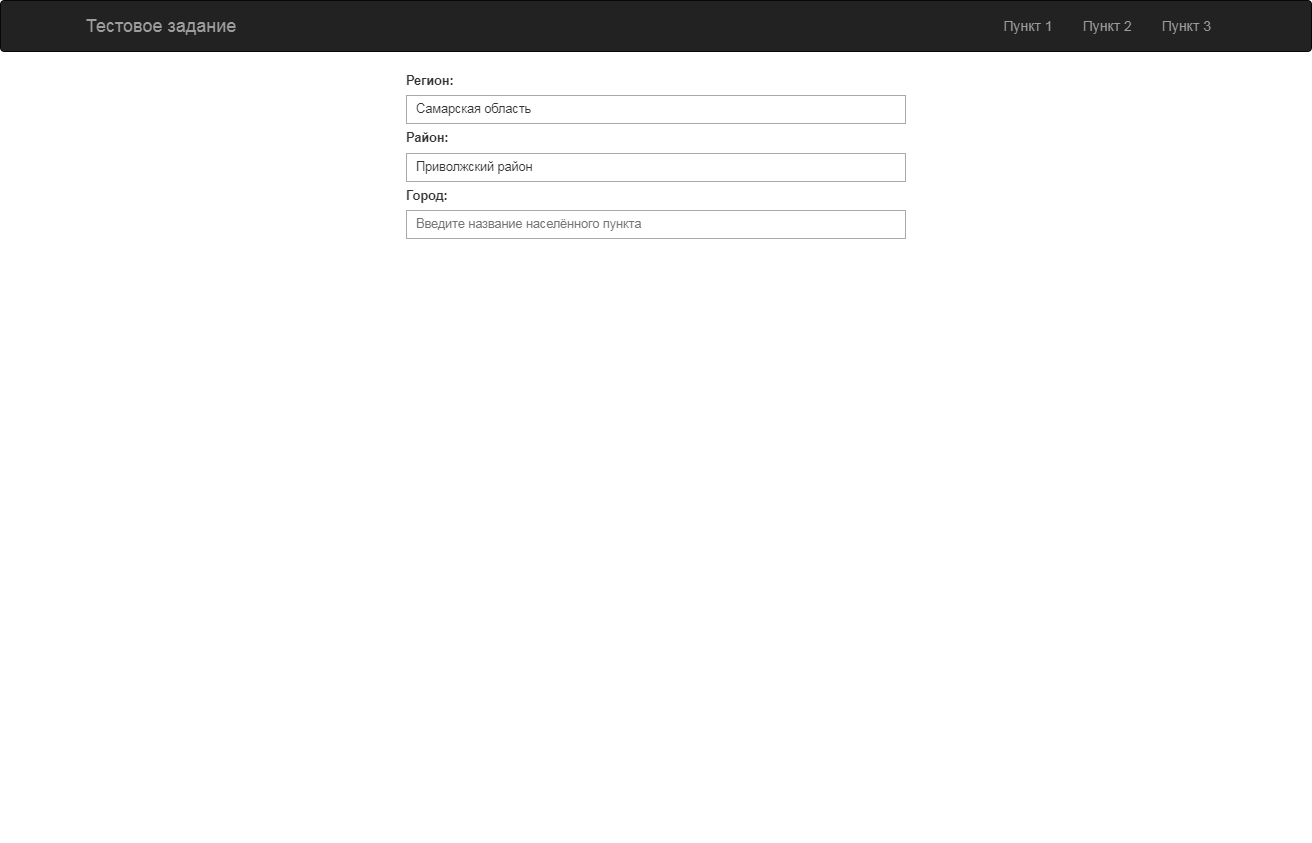 Тестовое задание Пункт 1 Пункт 2 Пункт 3
Регион:
Самарская область
Район:
Приволжский район
Город:
Введите название населённого пункта